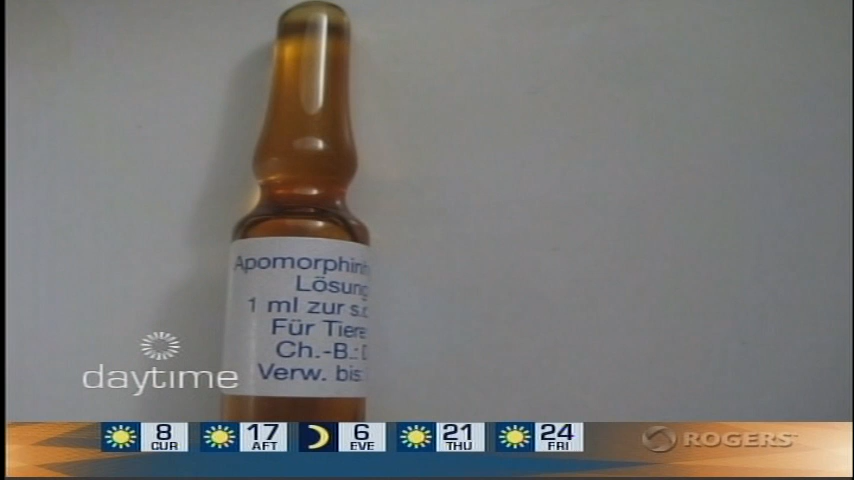 Apomorphinh
Lösung
1 ml zur s.c
Für Tiere
Ch.-B.:
Verw. bis:
daytime
8 17 6 21 24
CUR AFT EVE THU FRI
ROGERS